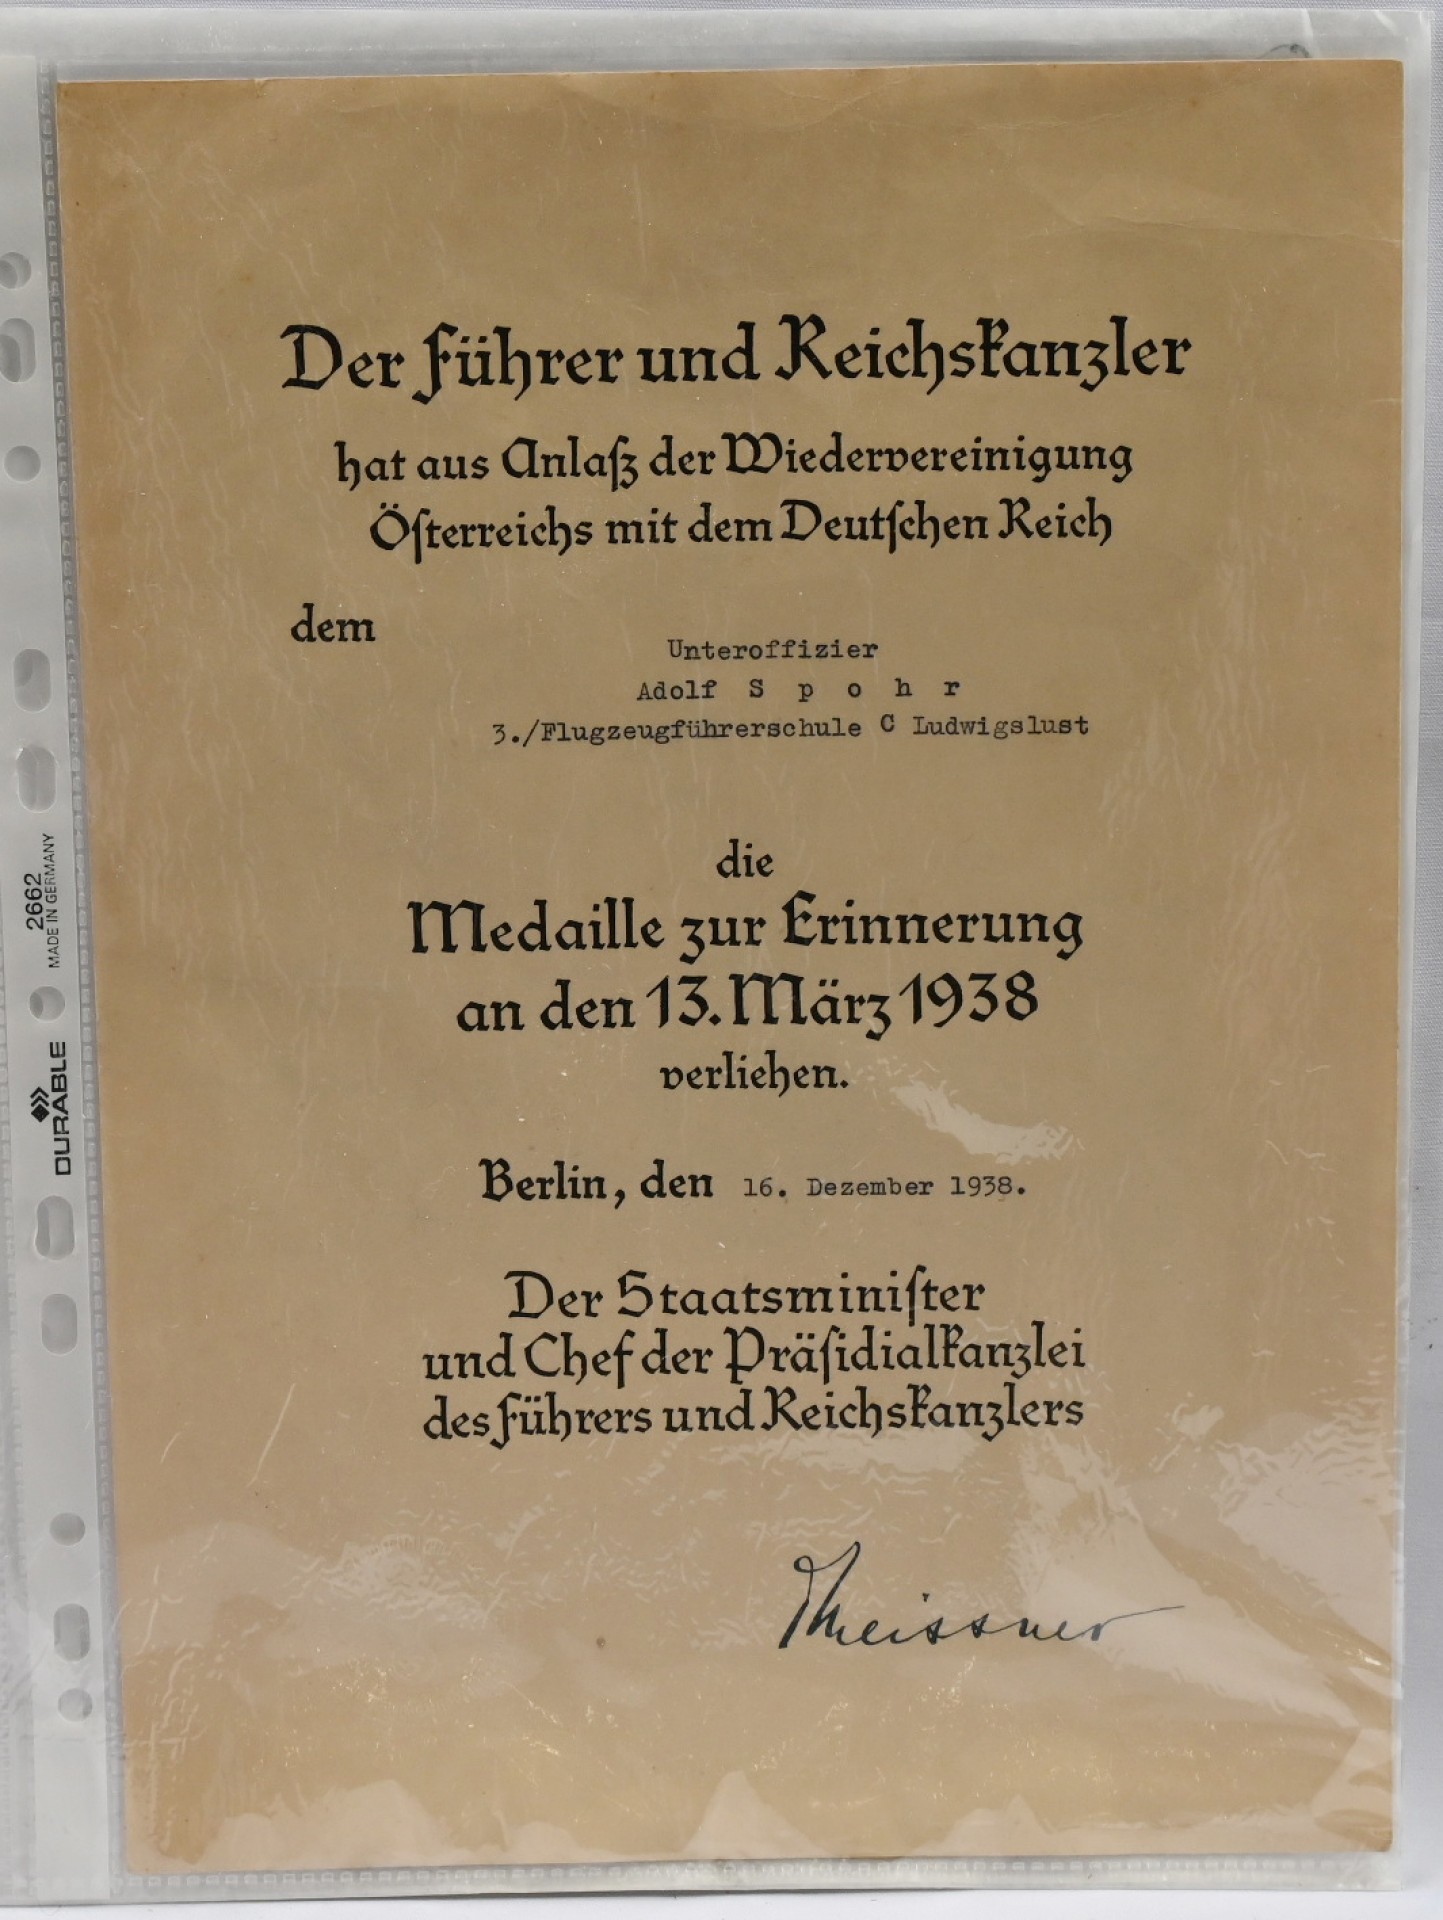 Der Führer und Reichskanzler
hat aus Anlaß der Wiedervereinigung
Öſterreichs mit dem Deutſchen Reich
dem
Unteroffizier
Adolf S p o h r
3./Flugzeugführerschule C Ludwigslust
die
Medaille zur Erinnerung
an den 13. März 1938
verliehen.
Berlin, den 16. Dezember 1938.
Der Staatsminiſter
und Chef der Präſidialkanzlei
des Führers und Reichskanzlers
Meissner
DURABLE 2662
MADE IN GERMANY